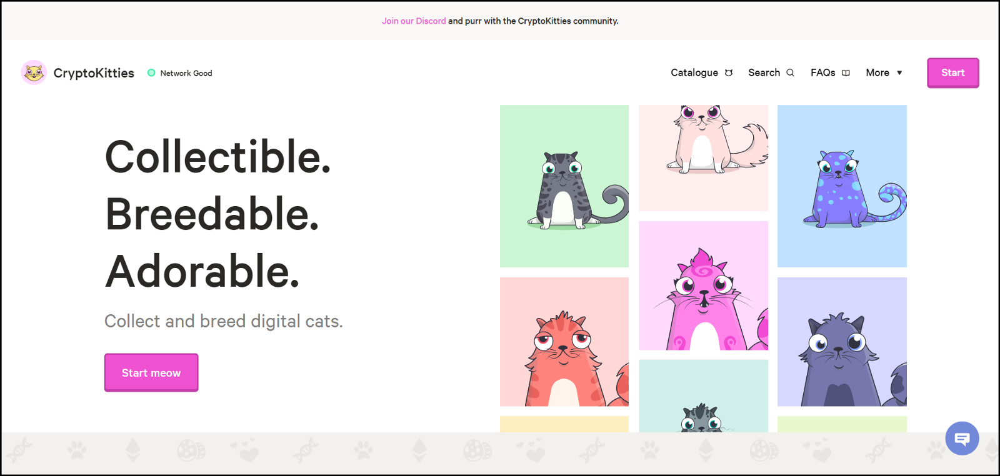 Join our Discord and purr with the CryptoKitties community.
CryptoKitties
Network Good
Catalogue
Search
FAQs
More
Start
Collectible.
Breedable.
Adorable.
Collect and breed digital cats.
Start meow